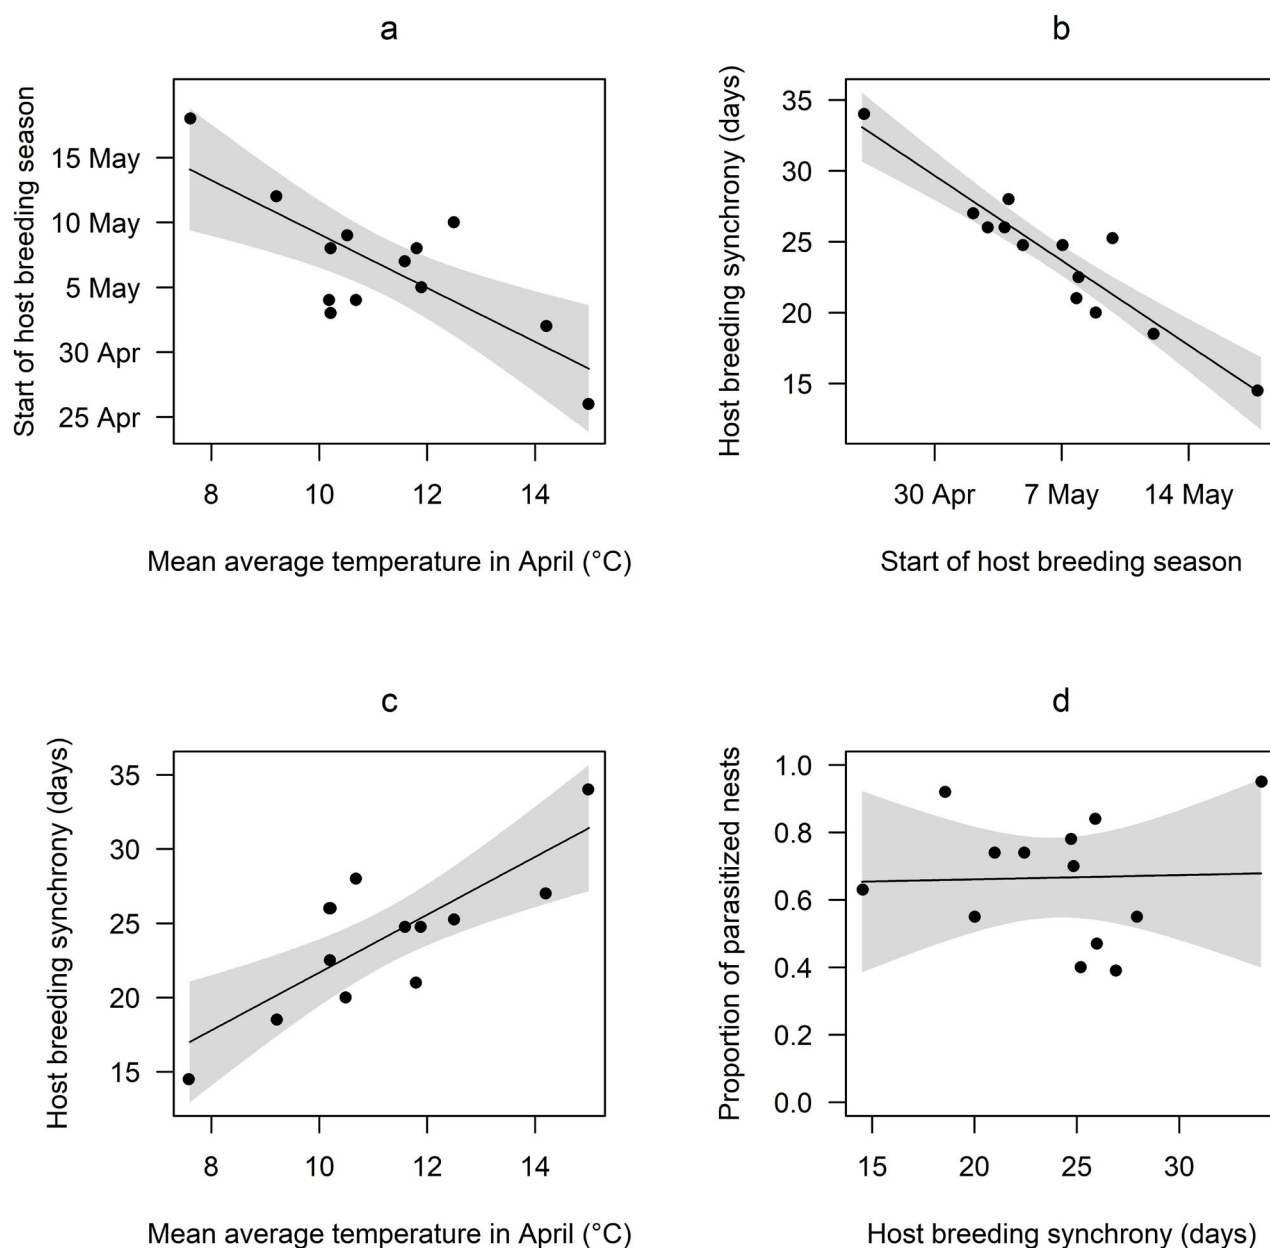 a
Start of host breeding season
15 May
10 May
5 May
30 Apr
25 Apr
8 10 12 14
Mean average temperature in April (°C)
b
Host breeding synchrony (days)
35
30
25
20
15
30 Apr 7 May 14 May
Start of host breeding season
c
Host breeding synchrony (days)
35
30
25
20
15
8 10 12 14
Mean average temperature in April (°C)
d
Proportion of parasitized nests
1.0
0.8
0.6
0.4
0.2
0.0
15 20 25 30
Host breeding synchrony (days)